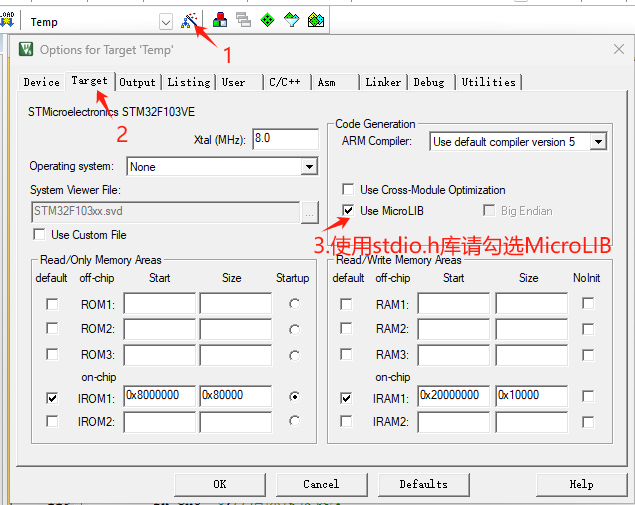 LOAD
Temp
1
Options for Target 'Temp'
Device Target Output Listing User C/C++ Asm Linker Debug Utilities
2
STMicroelectronics STM32F103VE
Xtal (MHz): 8.0
Operating system: None
System Viewer File:
STM32F103xx.svd ...
Use Custom File
Code Generation
ARM Compiler: Use default compiler version 5
Use Cross-Module Optimization
Use MicroLIB Big Endian
3.使用stdio.h库请勾选MicroLIB
Read/Only Memory Areas
default off-chip Start Size Startup
ROM1:
ROM2:
ROM3:
on-chip
IROM1: 0x8000000 0x80000
IROM2:
Read/Write Memory Areas
default off-chip Start Size NoInit
RAM1:
RAM2:
RAM3:
on-chip
IRAM1: 0x20000000 0x10000
IRAM2:
OK Cancel Defaults Help